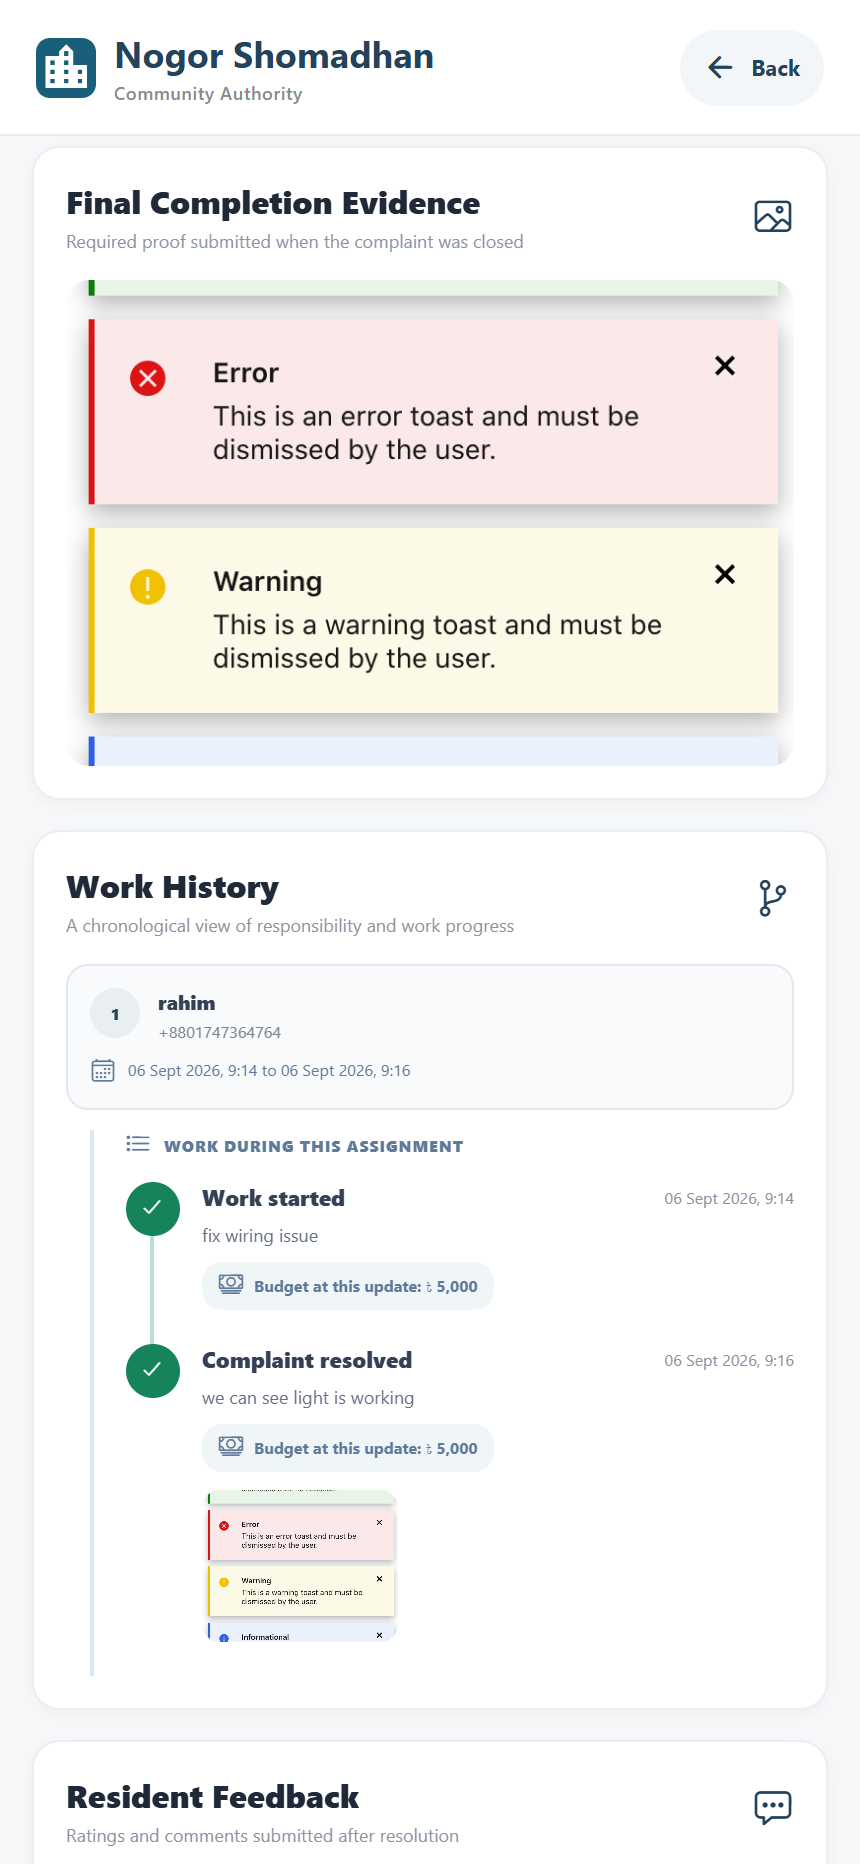 Nogor Shomadhan
Community Authority
Back
Final Completion Evidence
Required proof submitted when the complaint was closed
Error
This is an error toast and must be
dismissed by the user.
Warning
This is a warning toast and must be
dismissed by the user.
Work History
A chronological view of responsibility and work progress
1
rahim
+8801747364764
06 Sept 2026, 9:14 to 06 Sept 2026, 9:16
WORK DURING THIS ASSIGNMENT
Work started
06 Sept 2026, 9:14
fix wiring issue
Budget at this update: ৳ 5,000
Complaint resolved
06 Sept 2026, 9:16
we can see light is working
Budget at this update: ৳ 5,000
Error
This is an error toast and must be
dismissed by the user.
Warning
This is a warning toast and must be
dismissed by the user.
Informational
Resident Feedback
Ratings and comments submitted after resolution